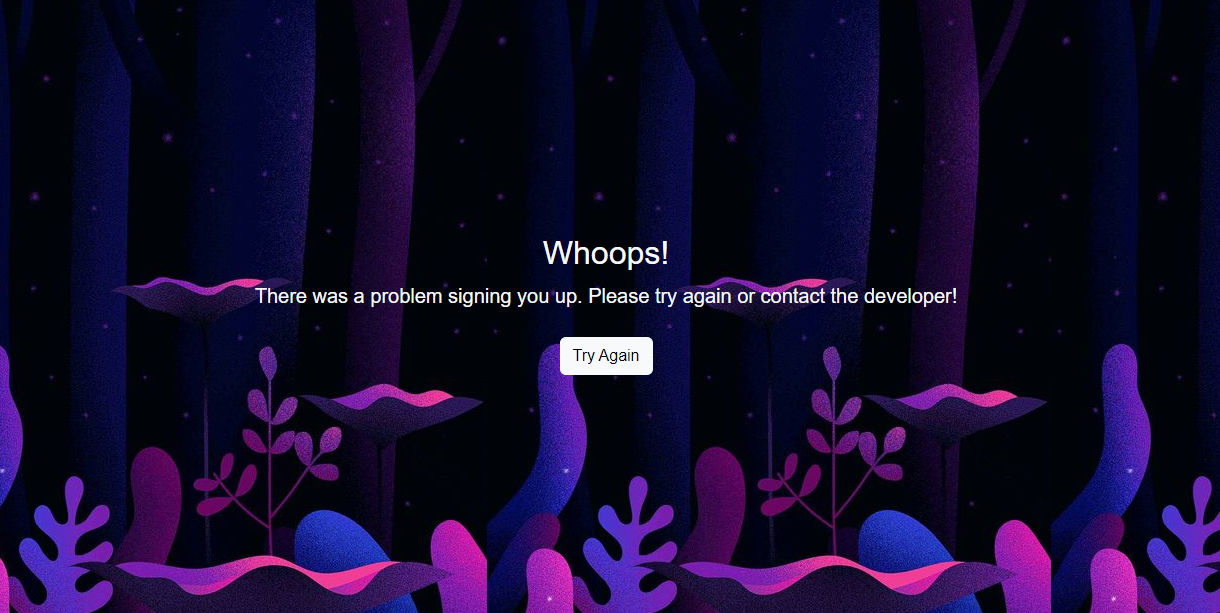 Whoops!
There was a problem signing you up. Please try again or contact the developer!
Try Again